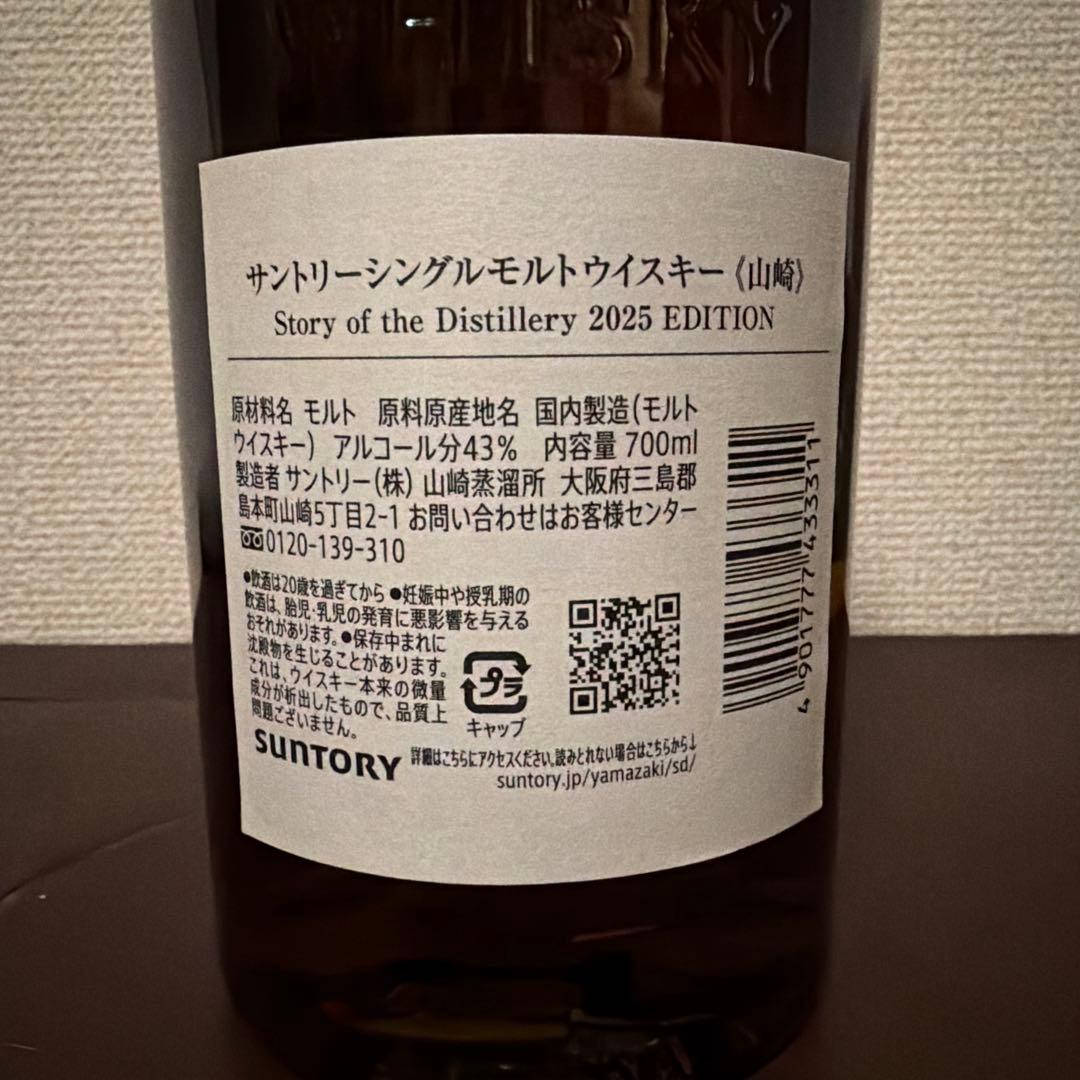 WHISKY
サントリーシングルモルトウイスキー《山崎》
Story of the Distillery 2025 EDITION
原材料名 モルト 原料原産地名 国内製造(モルト
ウイスキー) アルコール分43% 内容量 700ml
製造者 サントリー(株) 山崎蒸溜所 大阪府三島郡
島本町山崎5丁目2-1 お問い合わせはお客様センター
0120-139-310
●飲酒は20歳を過ぎてから ●妊娠中や授乳期の
飲酒は、胎児・乳児の発育に悪影響を与える
おそれがあります。●保存中まれに
沈殿物を生じることがあります。
これは、ウイスキー本来の微量
成分が析出したもので、品質上
問題ございません。
プラ
キャップ
SUNTORY
詳細はこちらにアクセスください。読みとれない場合はこちらから↓
suntory.jp/yamazaki/sd/
4 901777 433311